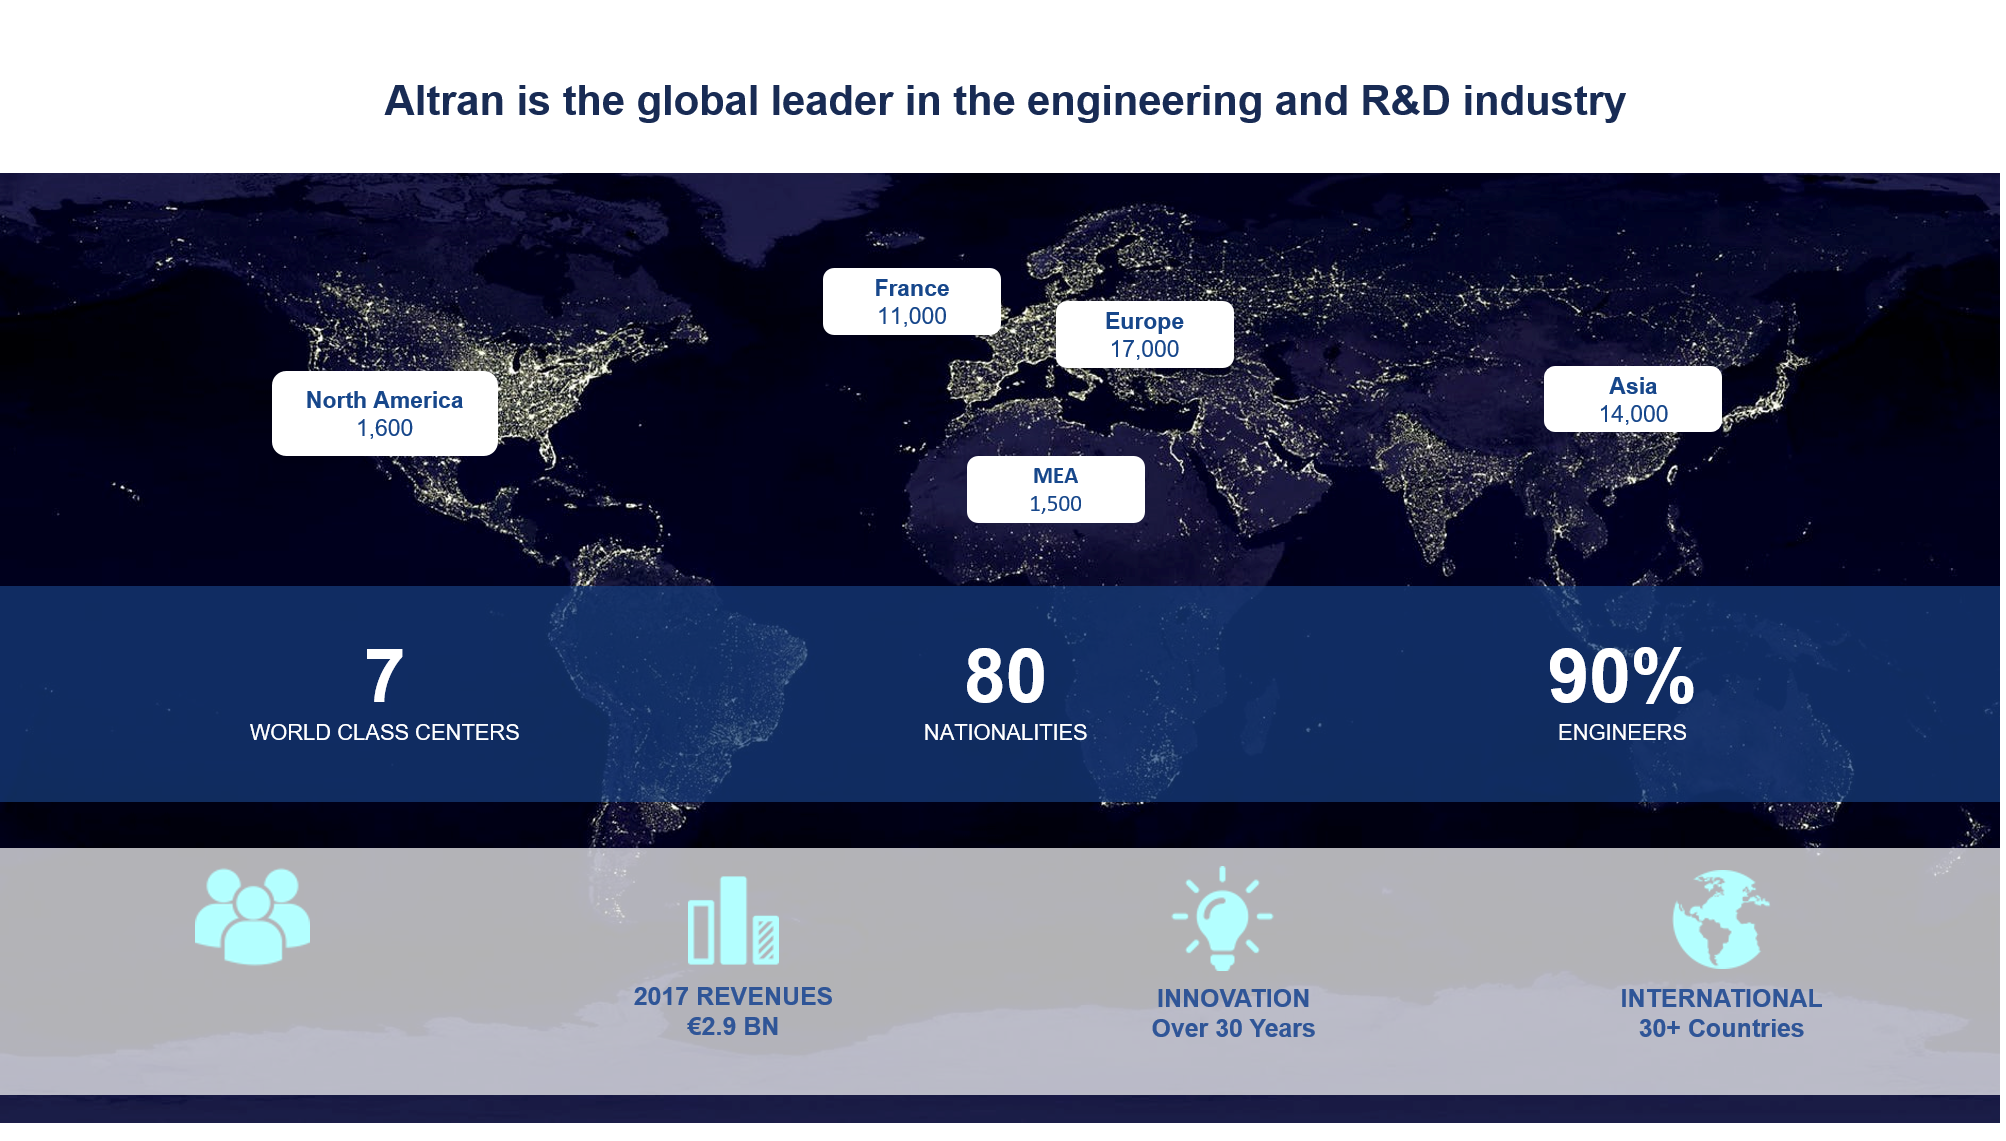 Altran is the global leader in the engineering and R&D industry
France
11,000
Europe
17,000
North America
1,600
Asia
14,000
MEA
1,500
7
WORLD CLASS CENTERS
80
NATIONALITIES
90%
ENGINEERS
2017 REVENUES
€2.9 BN
INNOVATION
Over 30 Years
INTERNATIONAL
30+ Countries